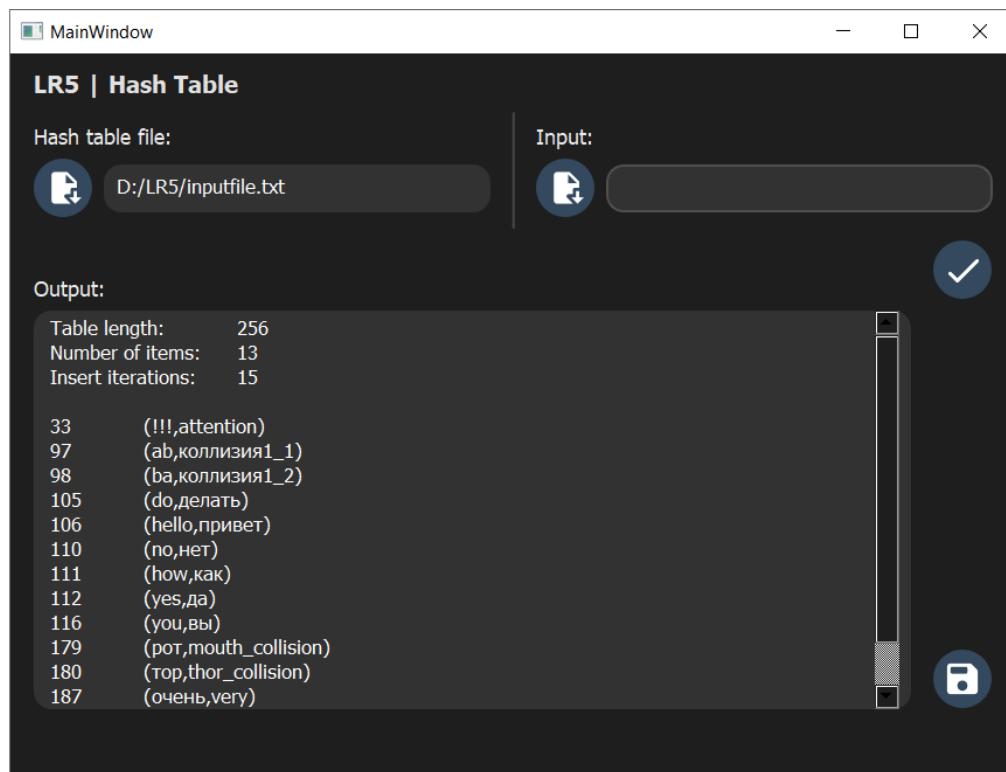 MainWindow
LR5 | Hash Table
Hash table file:
D:/LR5/inputfile.txt
Input:
Output:
Table length: 256
Number of items: 13
Insert iterations: 15
33 (!!!,attention)
97 (ab,коллизия1_1)
98 (ba,коллизия1_2)
105 (do,делать)
106 (hello,привет)
110 (no,нет)
111 (how,как)
112 (yes,да)
116 (you,вы)
179 (рот,mouth_collision)
180 (тор,thor_collision)
187 (очень,very)